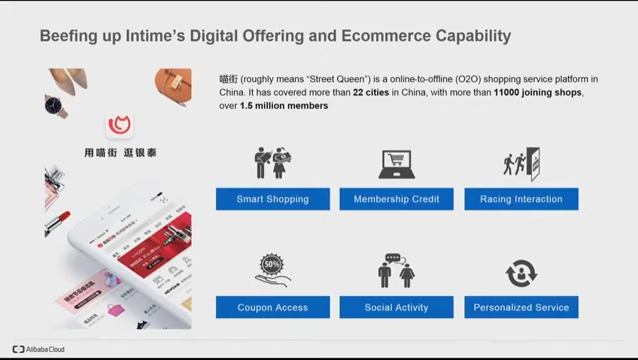 Beefing up Intime's Digital Offering and Ecommerce Capability
喵街 (roughly means "Street Queen") is a online-to-offline (O2O) shopping service platform in
China. It has covered more than 22 cities in China, with more than 11000 joining shops,
over 1.5 million members
用喵街 逛银泰
Smart Shopping
Membership Credit
Racing Interaction
50%
Coupon Access
Social Activity
Personalized Service
Alibaba Cloud